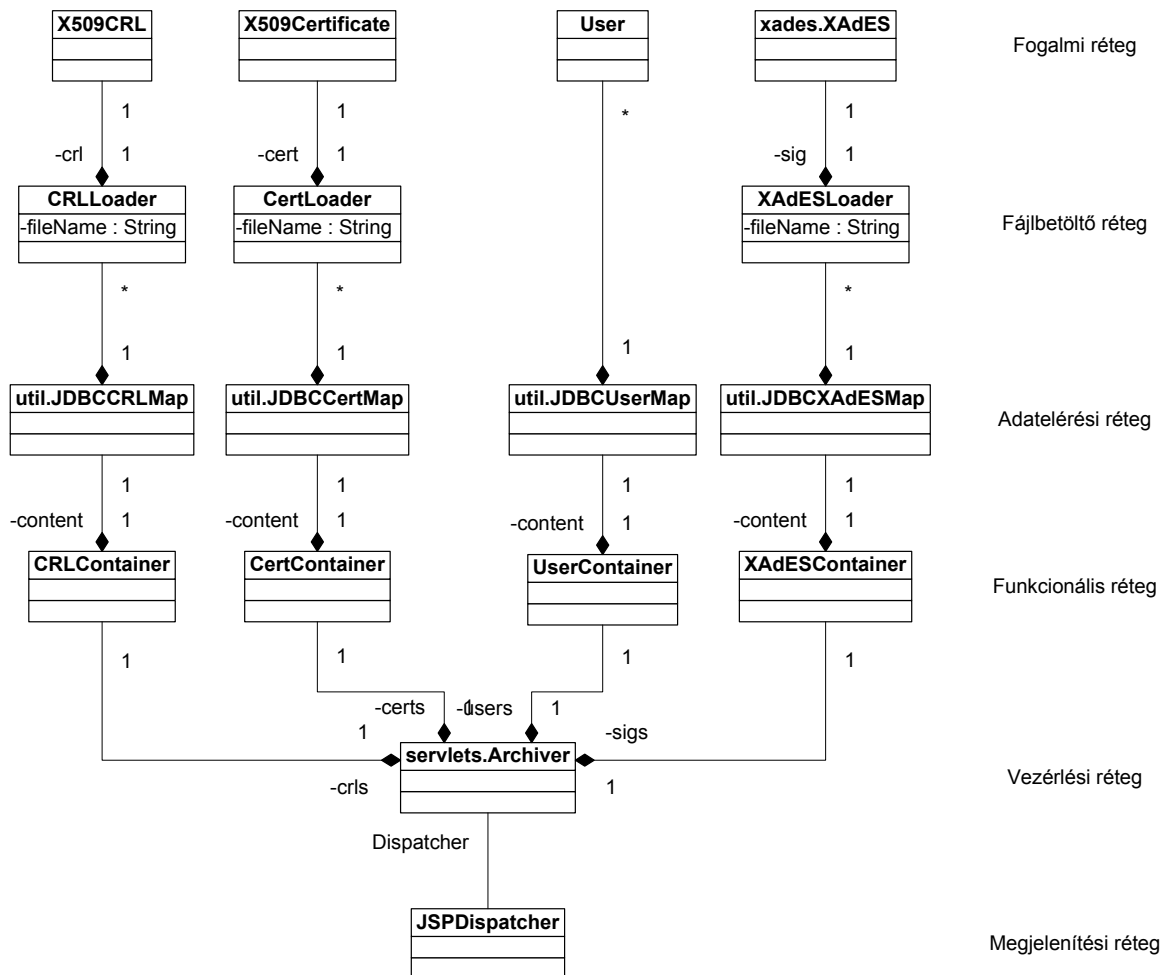 X509CRL
X509Certificate
User
xades.XAdES
Fogalmi réteg
1
1
*
1
-crl
1
-cert
1
-sig
1
CRLLoader
-fileName : String
CertLoader
-fileName : String
XAdESLoader
-fileName : String
Fájlbetöltő réteg
*
*
*
1
1
1
1
util.JDBCCRLMap
util.JDBCCertMap
util.JDBCUserMap
util.JDBCXAdESMap
Adatelérési réteg
1
1
1
1
-content
1
-content
1
-content
1
-content
1
CRLContainer
CertContainer
UserContainer
XAdESContainer
Funkcionális réteg
1
1
1
1
-certs
1
-users
1
1
-sigs
servlets.Archiver
-crls
1
Vezérlési réteg
Dispatcher
JSPDispatcher
Megjelenítési réteg